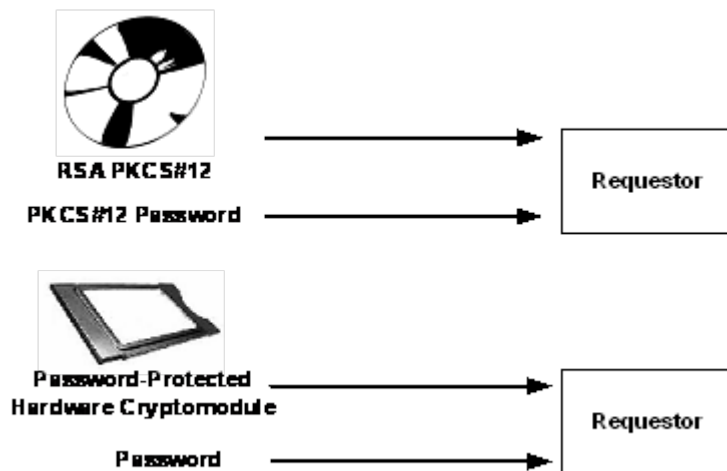 RSA PKCS#12
Requestor
PKCS#12 Password
Password-Protected
Hardware Cryptomodule
Requestor
Password